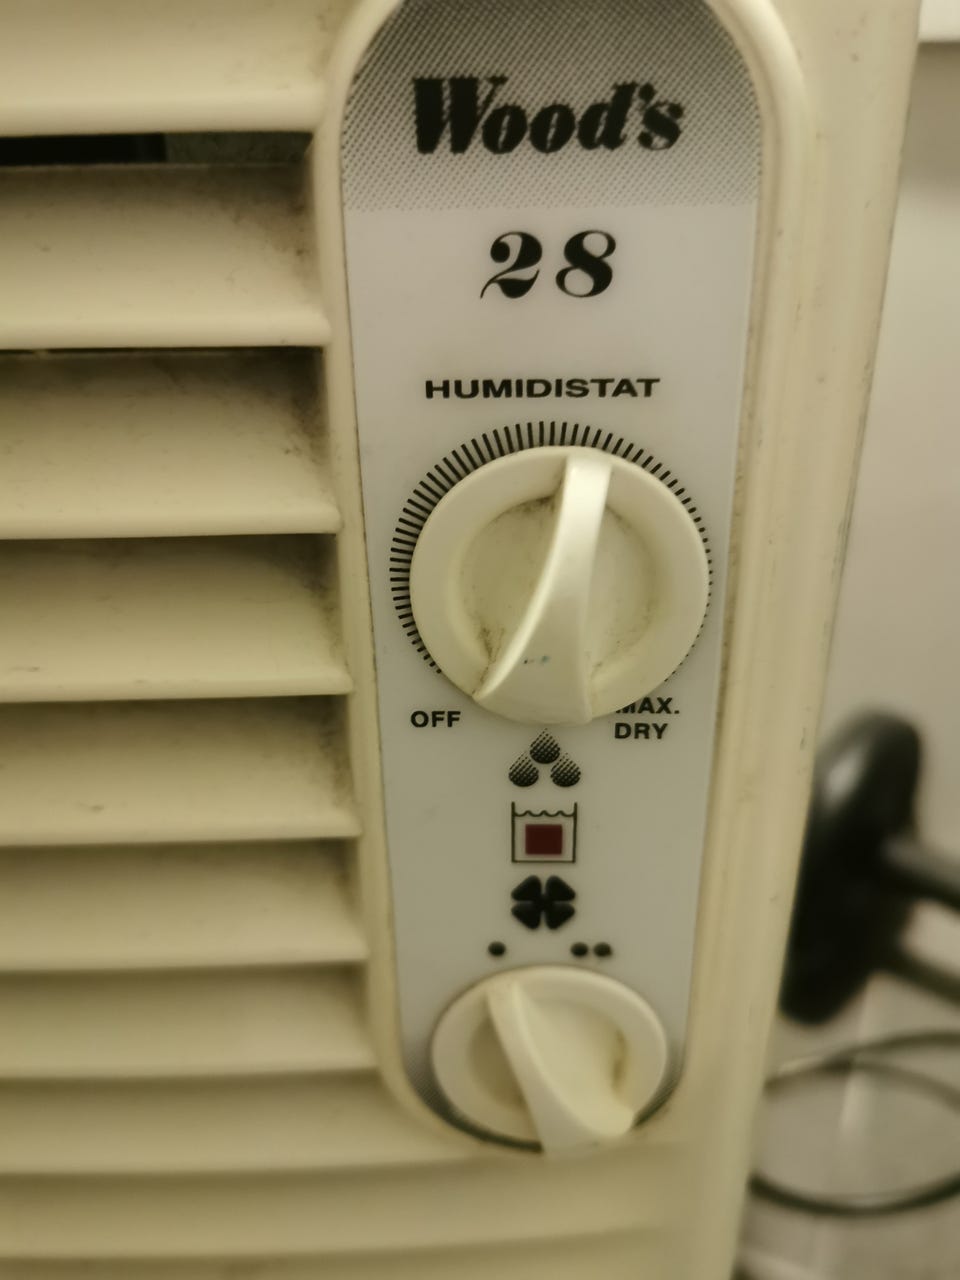 Wood's
28
HUMIDISTAT
OFF
MAX.
DRY